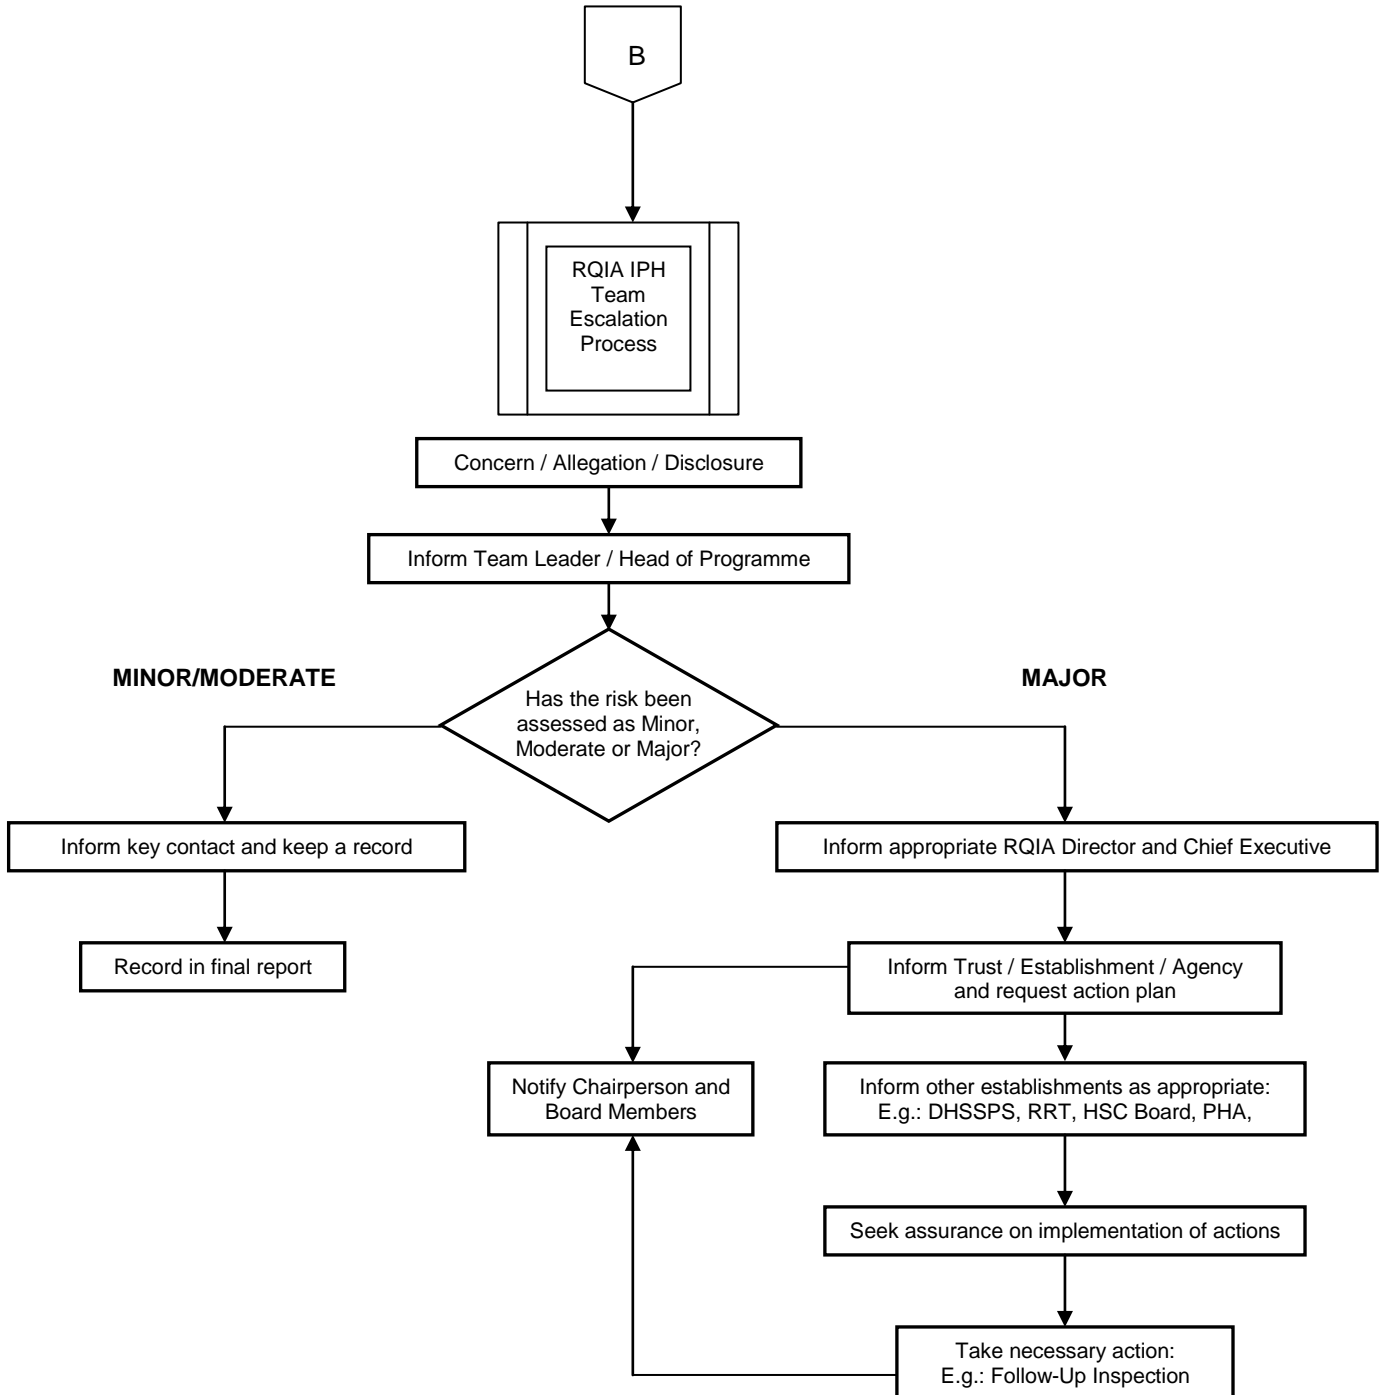 B
RQIA IPH
Team
Escalation
Process
Concern / Allegation / Disclosure
Inform Team Leader / Head of Programme
MINOR/MODERATE
MAJOR
Has the risk been
assessed as Minor,
Moderate or Major?
Inform key contact and keep a record
Inform appropriate RQIA Director and Chief Executive
Record in final report
Inform Trust / Establishment / Agency
and request action plan
Notify Chairperson and
Board Members
Inform other establishments as appropriate:
E.g.: DHSSPS, RRT, HSC Board, PHA,
Seek assurance on implementation of actions
Take necessary action:
E.g.: Follow-Up Inspection